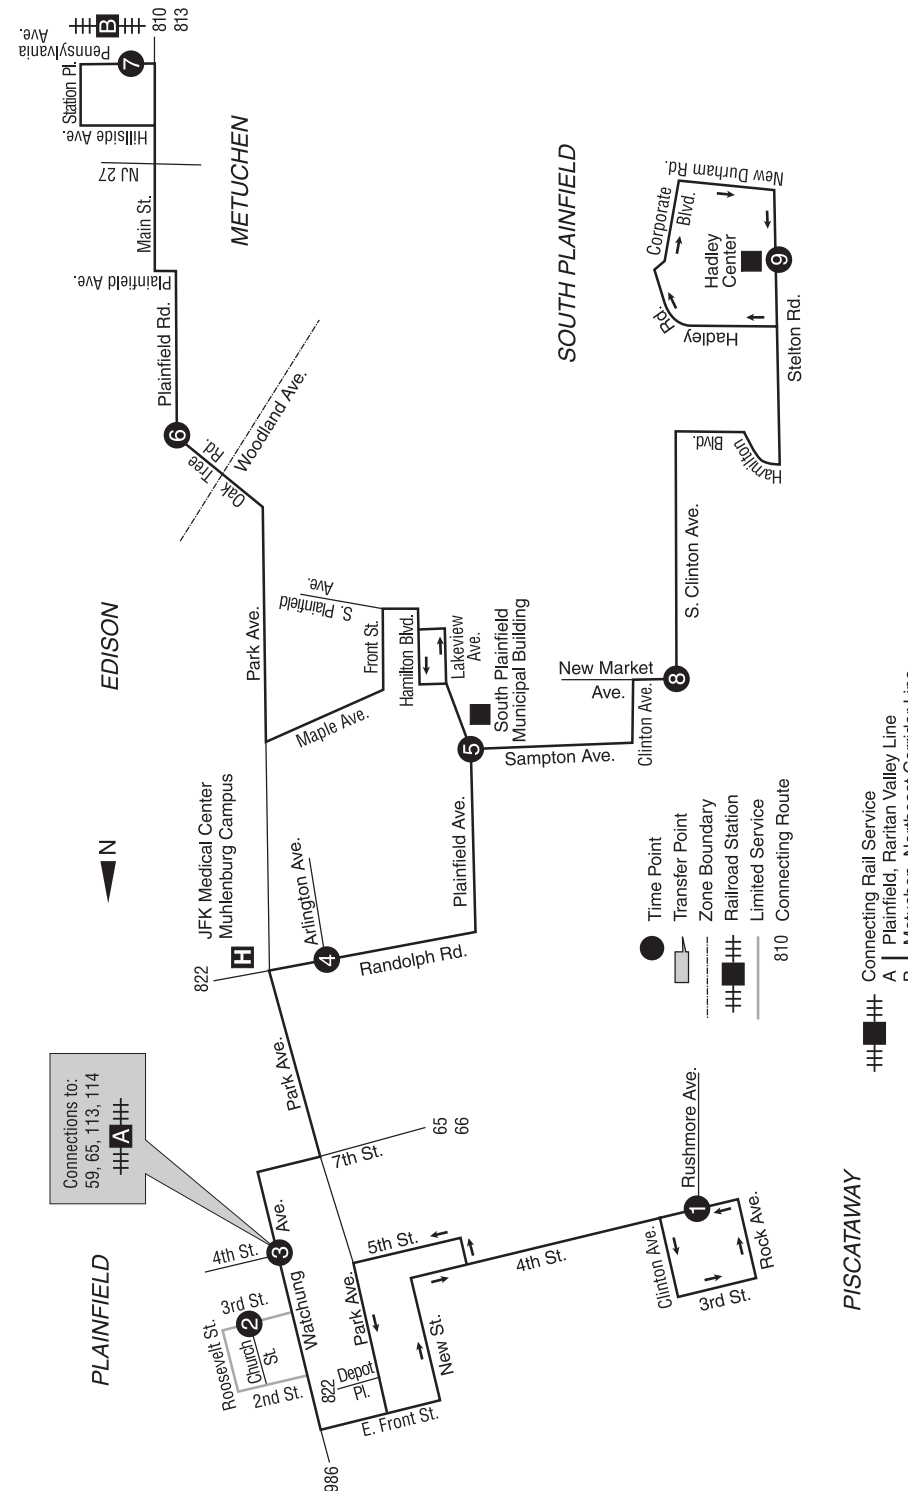 PLAINFIELD
EDISON
METUCHEN
SOUTH PLAINFIELD
PISCATAWAY
N
Connections to:
59, 65, 113, 114
A
986
Roosevelt St.
3rd St.
2
Church
St.
2nd St.
4th St.
3
Watchung
Ave.
822
Depot
Pl.
E. Front St.
Park Ave.
New St.
5th St.
7th St.
65
66
4th St.
Clinton Ave.
3rd St.
Rock Ave.
1
Rushmore Ave.
Park Ave.
822
H
JFK Medical Center
Muhlenburg Campus
4
Arlington Ave.
Randolph Rd.
Plainfield Ave.
5
South Plainfield
Municipal Building
Maple Ave.
Front St.
S. Plainfield
Ave.
Hamilton Blvd.
Lakeview
Ave.
Park Ave.
Oak
Tree
Rd.
Woodland Ave.
6
Plainfield Rd.
Plainfield Ave.
Main St.
NJ 27
Hillside Ave.
Station Pl.
Pennsylvania
Ave.
7
B
810
813
Sampton Ave.
Clinton Ave.
New Market
Ave.
8
S. Clinton Ave.
Hamilton
Blvd.
Stelton Rd.
9
Hadley
Center
Hadley
Rd.
Corporate
Blvd.
New Durham Rd.
Time Point
Transfer Point
Zone Boundary
Railroad Station
Limited Service
810 Connecting Route
Connecting Rail Service
A Plainfield, Raritan Valley Line